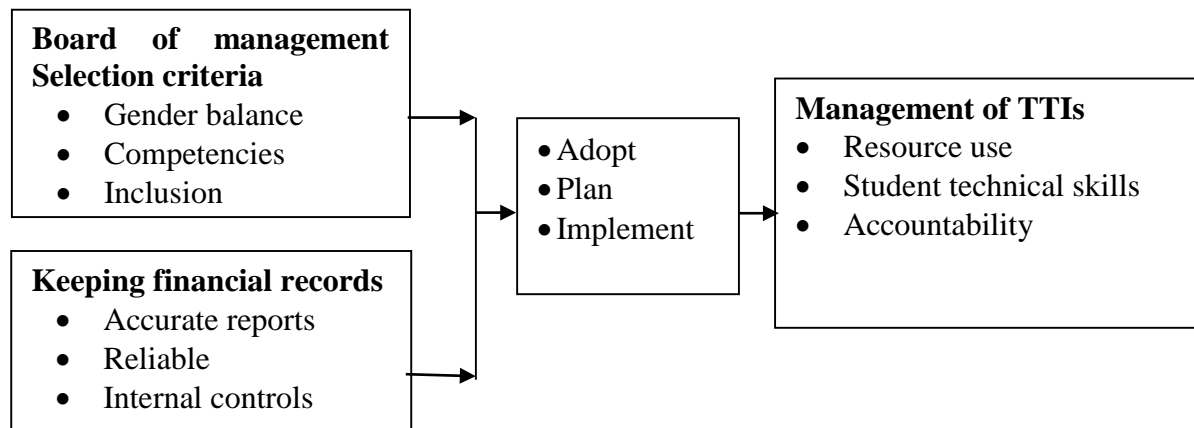 Board of management
Selection criteria
• Gender balance
• Competencies
• Inclusion
Keeping financial records
• Accurate reports
• Reliable
• Internal controls
• Adopt
• Plan
• Implement
Management of TTIs
• Resource use
• Student technical skills
• Accountability